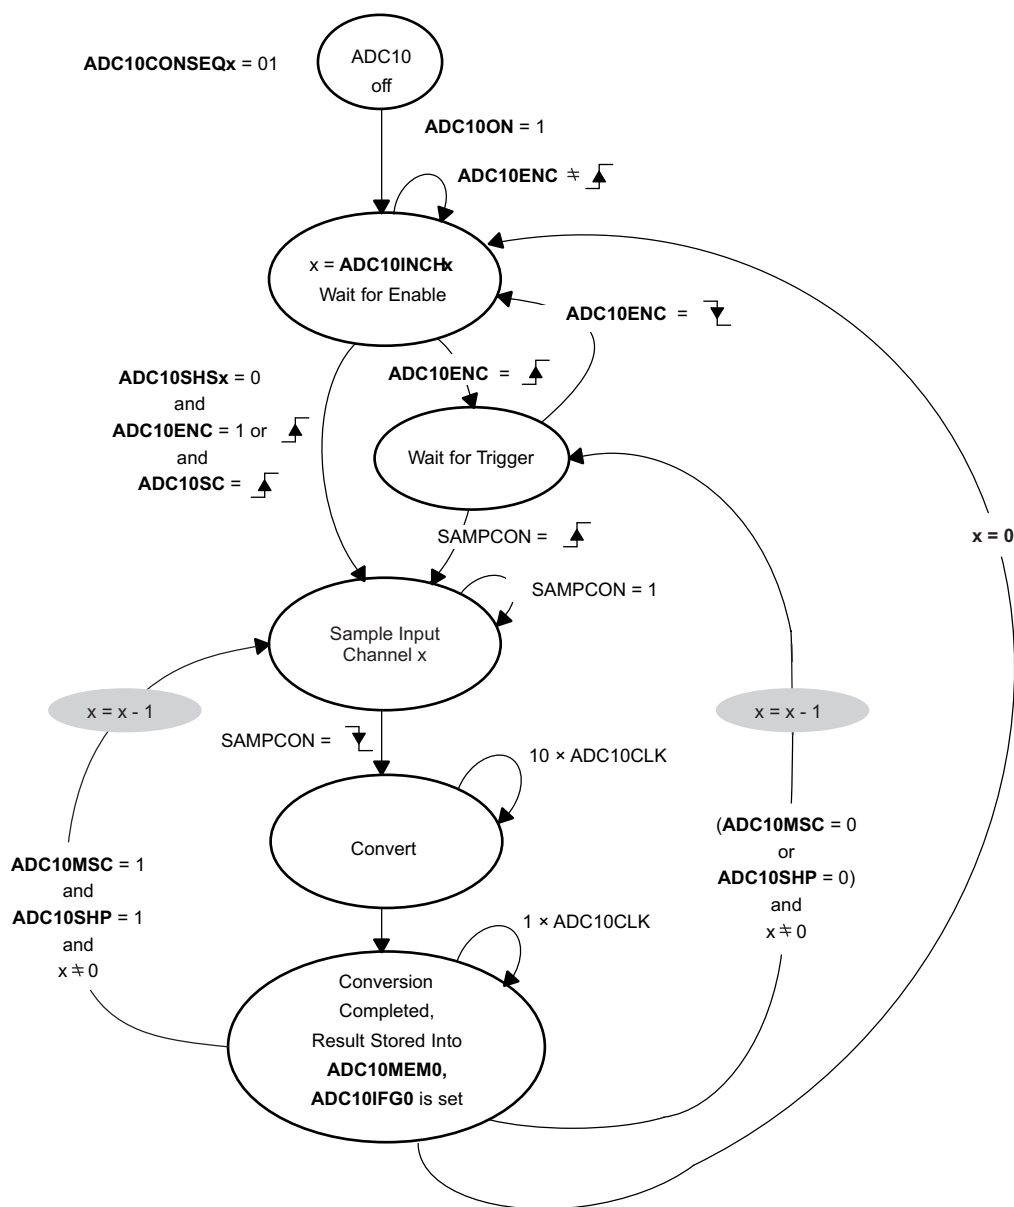 ADC10CONSEQx = 01
ADC10
off
ADC10ON = 1
ADC10ENC ≠
x = ADC10INCHx
Wait for Enable
ADC10ENC =
ADC10SHSx = 0
and
ADC10ENC = 1 or
and
ADC10SC =
ADC10ENC =
Wait for Trigger
SAMPCON =
x = 0
SAMPCON = 1
Sample Input
Channel x
x = x - 1
x = x - 1
SAMPCON =
10 × ADC10CLK
Convert
ADC10MSC = 1
and
ADC10SHP = 1
and
x ≠ 0
(ADC10MSC = 0
or
ADC10SHP = 0)
and
x ≠ 0
1 × ADC10CLK
Conversion
Completed,
Result Stored Into
ADC10MEM0,
ADC10IFG0 is set